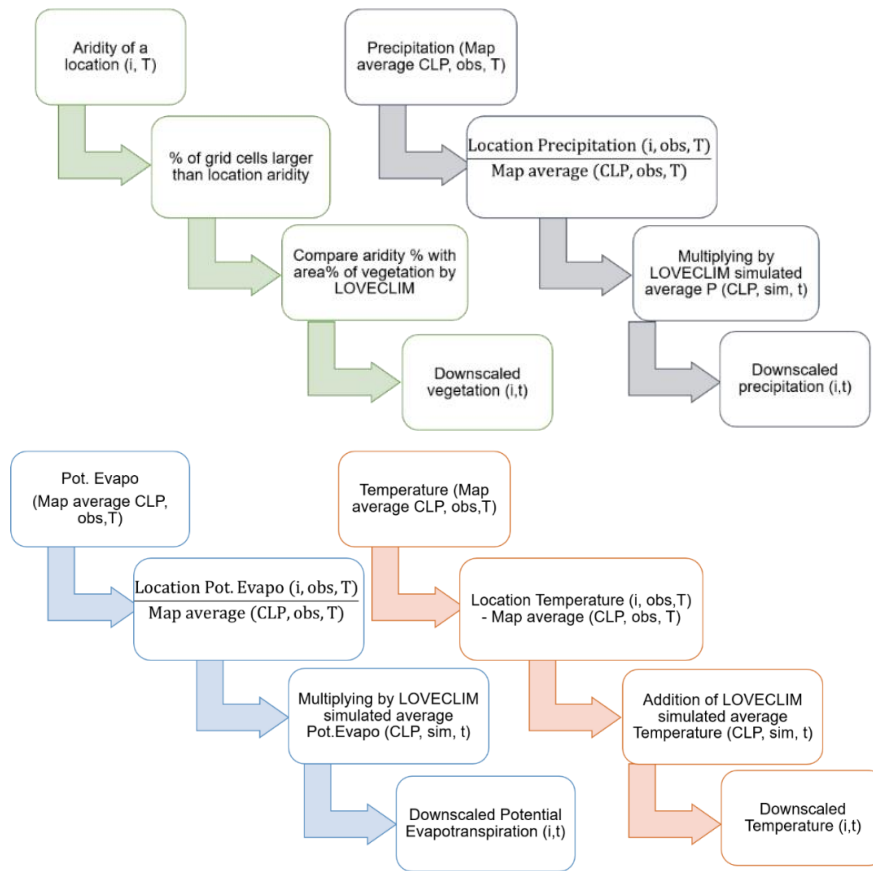 Aridity of a
location (i, T)
% of grid cells larger
than location aridity
Compare aridity % with
area% of vegetation by
LOVECLIM
Downscaled
vegetation (i,t)
Precipitation (Map
average CLP, obs, T)
Location Precipitation (i, obs, T)
Map average (CLP, obs, T)
Multiplying by
LOVECLIM simulated
average P (CLP, sim, t)
Downscaled
precipitation (i,t)
Pot. Evapo
(Map average CLP,
obs,T)
Location Pot. Evapo (i, obs, T)
Map average (CLP, obs, T)
Multiplying by LOVECLIM
simulated average
Pot.Evapo (CLP, sim, t)
Downscaled Potential
Evapotranspiration (i,t)
Temperature (Map
average CLP, obs,T)
Location Temperature (i, obs,T)
- Map average (CLP, obs, T)
Addition of LOVECLIM
simulated average
Temperature (CLP, sim, t)
Downscaled
Temperature (i,t)